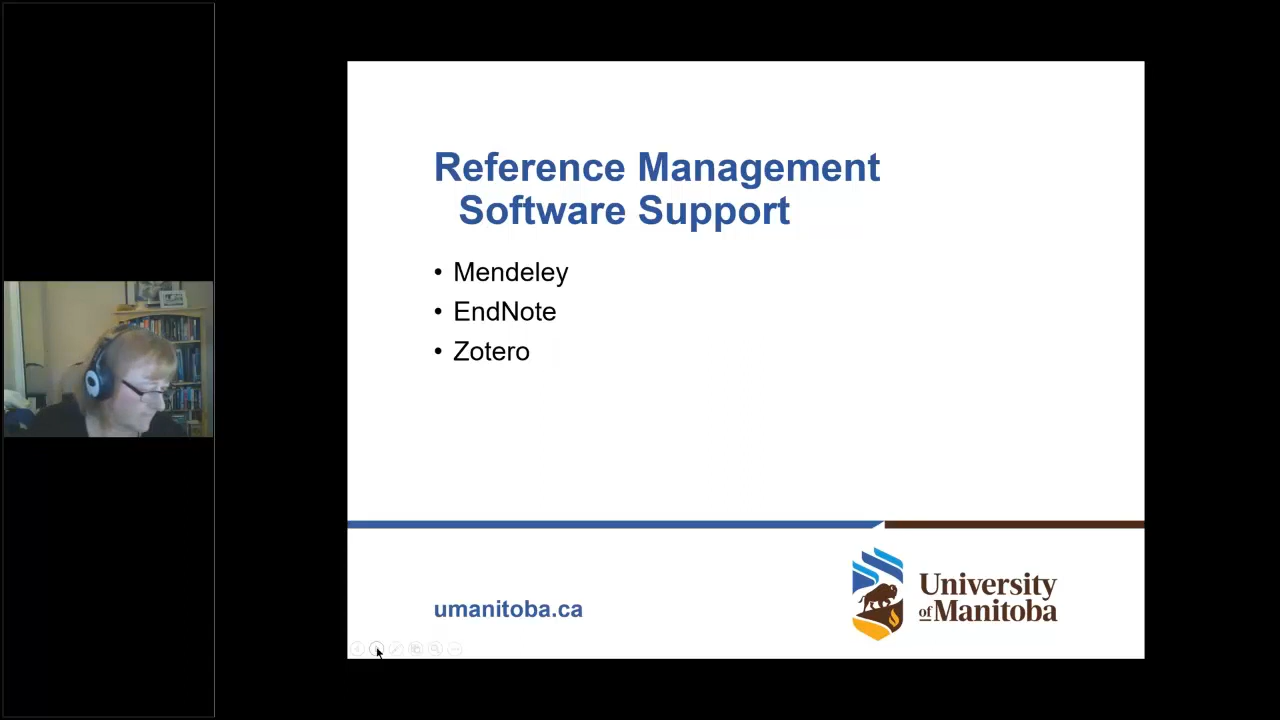 Reference Management
Software Support
• Mendeley
• EndNote
• Zotero
umanitoba.ca
University
of Manitoba